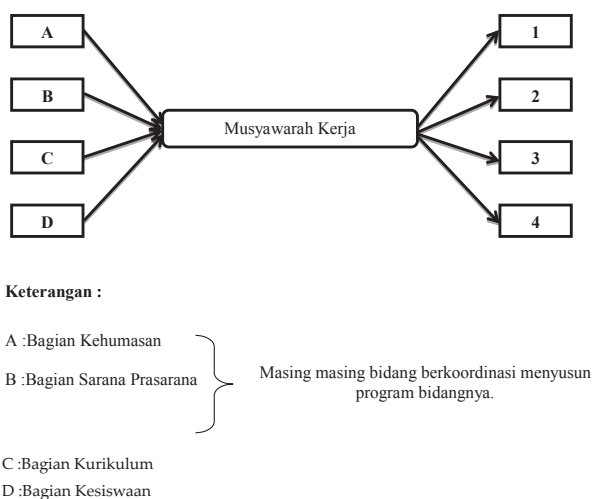 A
1
B
2
Musyawarah Kerja
C
3
D
4
Keterangan :
A :Bagian Kehumasan
B :Bagian Sarana Prasarana
Masing masing bidang berkoordinasi menyusun
program bidangnya.
C :Bagian Kurikulum
D :Bagian Kesiswaan